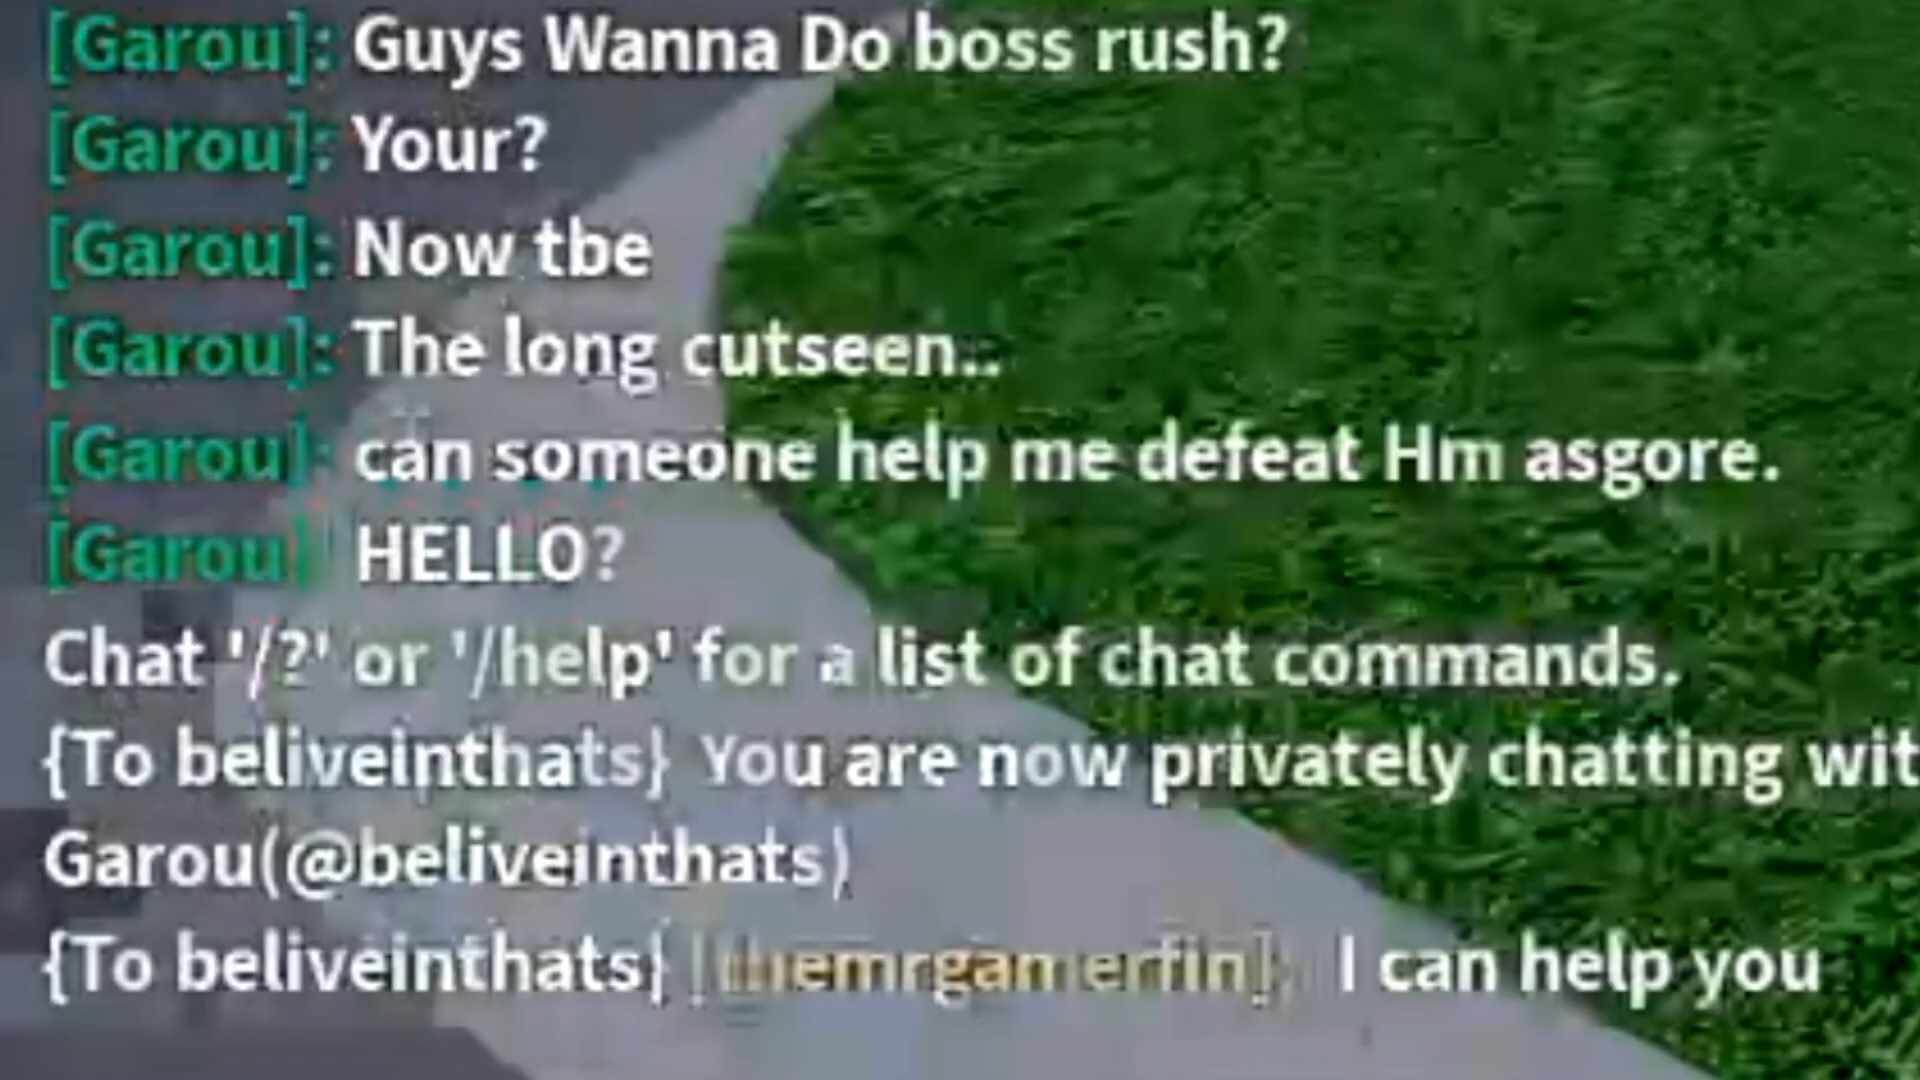 [Garou]: Guys Wanna Do boss rush?
[Garou]: Your?
[Garou]: Now tbe
[Garou]: The long cutseen..
[Garou]: can someone help me defeat Hm asgore.
[Garou]: HELLO?
Chat '/?' or '/help' for a list of chat commands.
{To beliveinthats} You are now privately chatting wit
Garou(@beliveinthats)
{To beliveinthats} [themrgamerfin]: I can help you